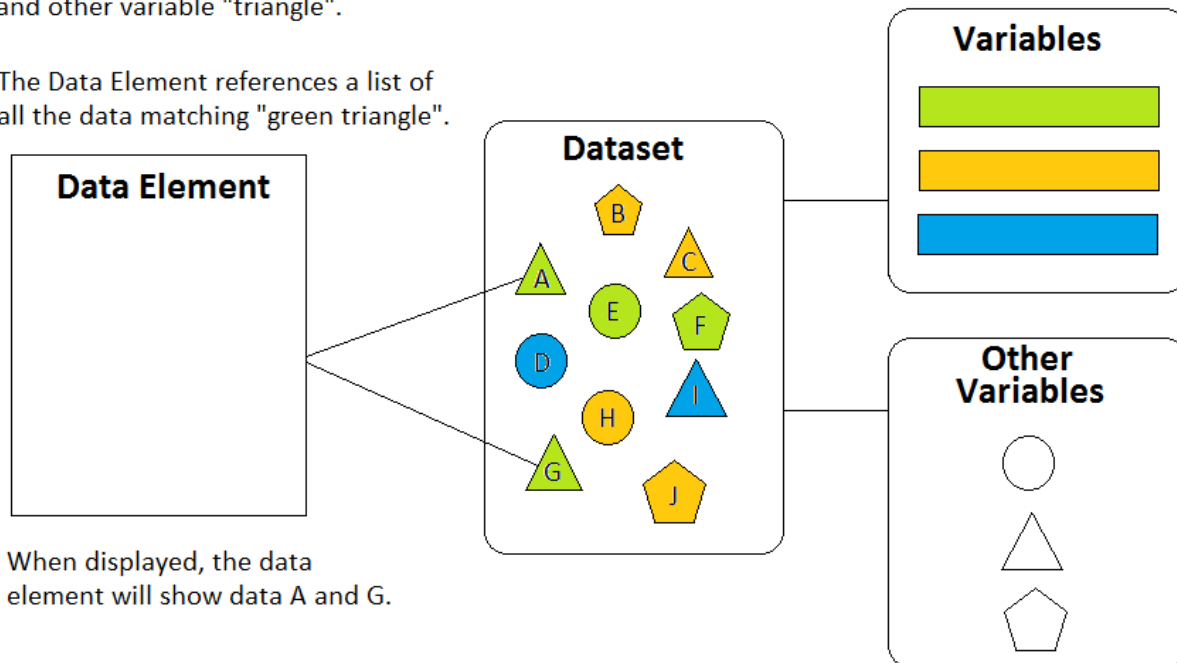 and other variable "triangle".
The Data Element references a list of
all the data matching "green triangle".
Data Element
When displayed, the data
element will show data A and G.
Dataset
B
A
C
E
F
D
I
H
G
J
Variables
Other
Variables